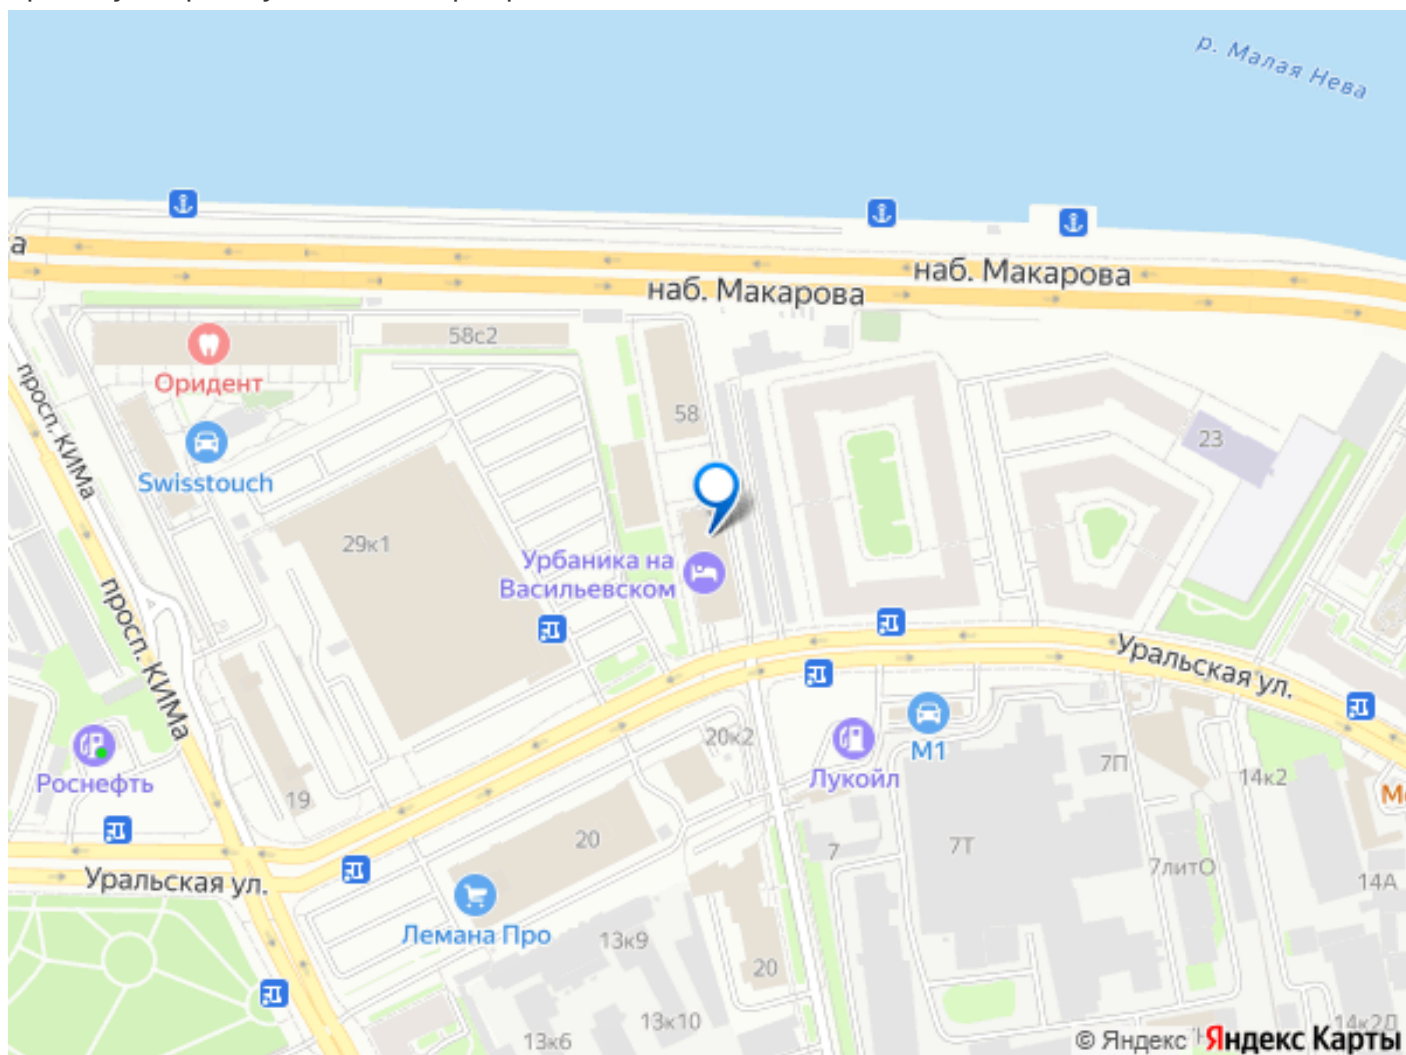 р. Малая Нева
а
наб. Макарова
наб. Макарова
58с2
Оридент
просп. КИМа
58
23
Swisstouch
29к1
Урбаника на
Васильевском
просп. КИМа
Уральская ул.
20к2
М1
Роснефть
Лукойл
7П
14к2
19
20
7
7Т
7литО
14А
Уральская ул.
Лемана Про
13к9
20
13к10
13к6
14к2Д
© Яндекс Яндекс Карты